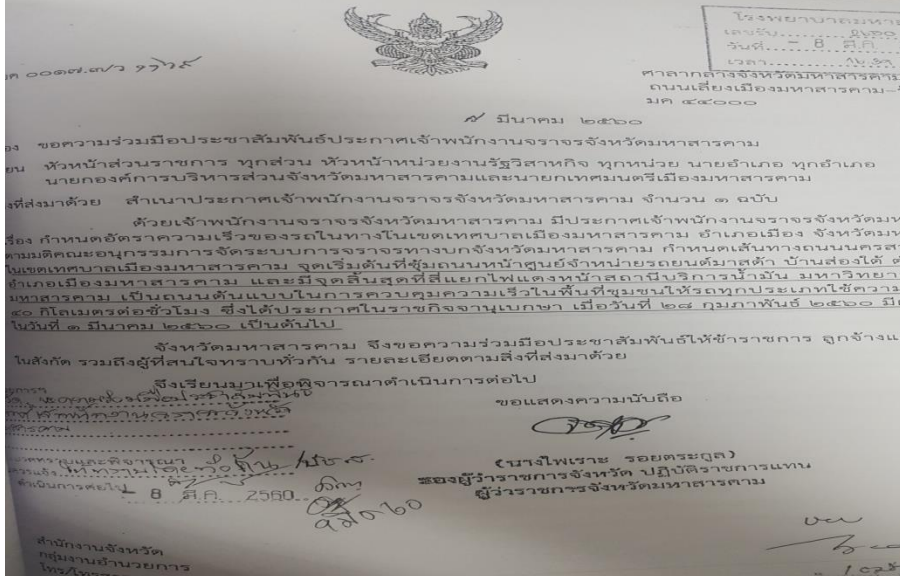 โรงพยาบาลมหา
เลขรับ
วันที่ - 8 มี.ค.
เวลา
ศาลากลางจังหวัดมหาสารคาม
ถนนเลี่ยงเมืองมหาสารคาม-
มค ๔๔๐๐๐
มีนาคม ๒๕๖๐
ขอความร่วมมือประชาสัมพันธ์ประกาศเจ้าพนักงานจราจรจังหวัดมหาสารคาม
หัวหน้าส่วนราชการ ทุกส่วน หัวหน้าหน่วยงานรัฐวิสาหกิจ ทุกหน่วย นายอำเภอ ทุกอำเภอ
นายกองค์การบริหารส่วนจังหวัดมหาสารคามและนายกเทศมนตรีเมืองมหาสารคาม
ที่ส่งมาด้วย สำเนาประกาศเจ้าพนักงานจราจรจังหวัดมหาสารคาม จำนวน ๑ ฉบับ
ด้วยเจ้าพนักงานจราจรจังหวัดมหาสารคาม มีประกาศเจ้าพนักงานจราจรจังหวัดมห
เรื่อง กำหนดอัตราความเร็วของรถในทางในเขตเทศบาลเมืองมหาสารคาม อำเภอเมือง จังหวัดมห
ตามมติคณะอนุกรรมการจัดระบบการจราจรทางบกจังหวัดมหาสารคาม กำหนดเส้นทางถนนนครส
ในเขตเทศบาลเมืองมหาสารคาม จุดเริ่มต้นที่ซุ้มถนนหน้าศูนย์จำหน่ายรถยนต์มาสด้า บ้านส่องใต้ ต
อำเภอเมืองมหาสารคาม และมีจุดสิ้นสุดที่สี่แยกไฟแดงหน้าสถานีบริการน้ำมัน มหาวิทยา
มหาสารคาม เป็นถนนต้นแบบในการควบคุมความเร็วในพื้นที่ชุมชนให้รถทุกประเภทใช้ความ
๕๐ กิโลเมตรต่อชั่วโมง ซึ่งได้ประกาศในราชกิจจานุเบกษา เมื่อวันที่ ๒๘ กุมภาพันธ์ ๒๕๖๐ มี
ในวันที่ ๑ มีนาคม ๒๕๖๐ เป็นต้นไป
จังหวัดมหาสารคาม จึงขอความร่วมมือประชาสัมพันธ์ให้ข้าราชการ ลูกจ้างแ
ในสังกัด รวมถึงผู้ที่สนใจทราบทั่วกัน รายละเอียดตามสิ่งที่ส่งมาด้วย
จึงเรียนมาเพื่อพิจารณาดำเนินการต่อไป
ขอแสดงความนับถือ
(นางไพเราะ รอยตระกูล)
รองผู้ว่าราชการจังหวัด ปฏิบัติราชการแทน
ผู้ว่าราชการจังหวัดมหาสารคาม
ดำเนินการต่อไป
- 8 มี.ค. 2560
สำนักงานจังหวัด
กลุ่มงานอำนวยการ